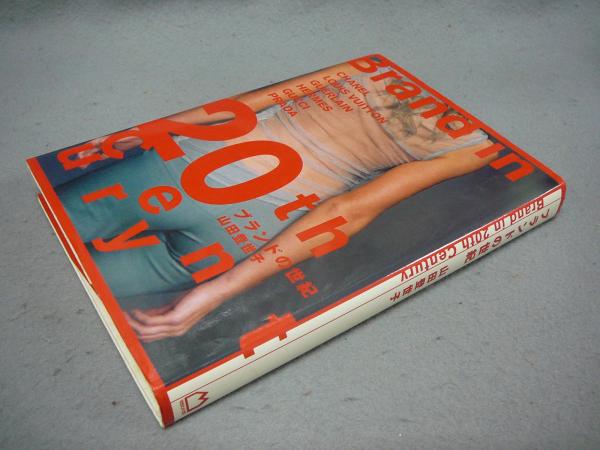 Brand in
20th
Century
CHANEL
LOUIS VUITTON
GUERLAIN
HERMES
GUCCI
PRADA
ブランドの世紀
山田登世子
ブランドの世紀
Brand in 20th Century
山田登世子